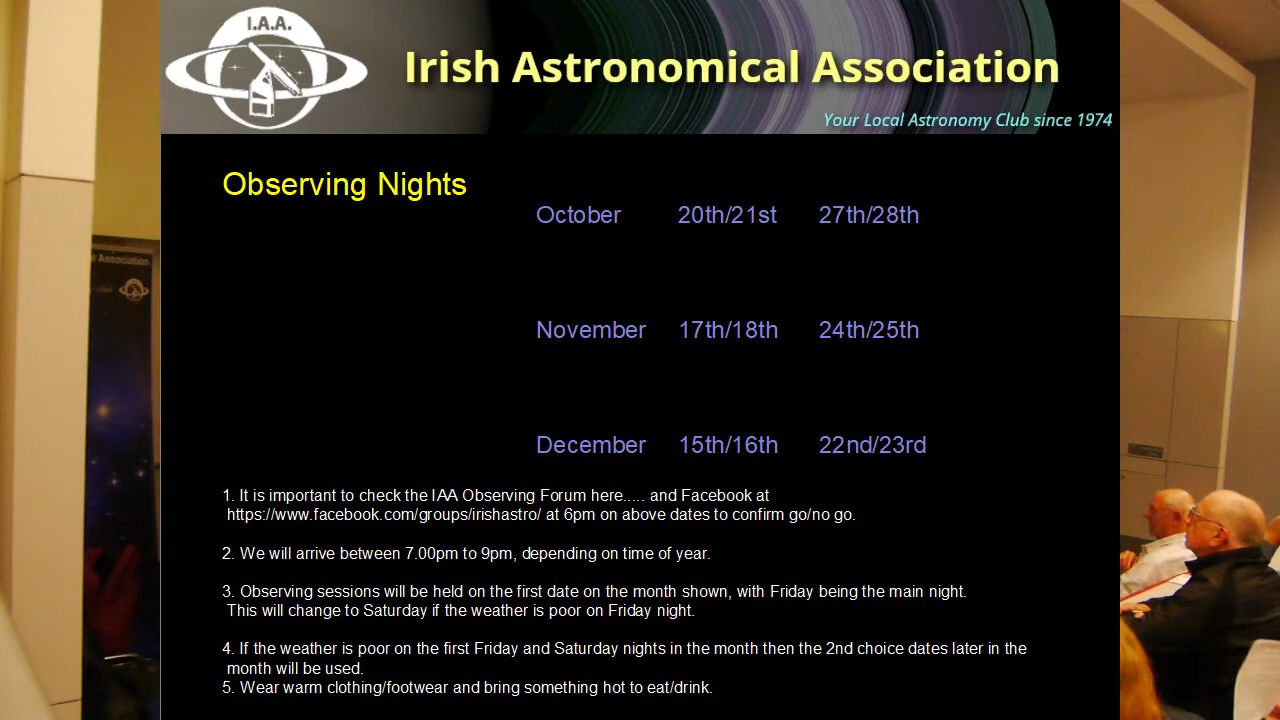 I.A.A.
Irish Astronomical Association
Your Local Astronomy Club since 1974
Observing Nights
October 20th/21st 27th/28th
November 17th/18th 24th/25th
December 15th/16th 22nd/23rd
1. It is important to check the IAA Observing Forum here..... and Facebook at
https://www.facebook.com/groups/irishastro/ at 6pm on above dates to confirm go/no go.
2. We will arrive between 7.00pm to 9pm, depending on time of year.
3. Observing sessions will be held on the first date on the month shown, with Friday being the main night.
This will change to Saturday if the weather is poor on Friday night.
4. If the weather is poor on the first Friday and Saturday nights in the month then the 2nd choice dates later in the
month will be used.
5. Wear warm clothing/footwear and bring something hot to eat/drink.
l Association